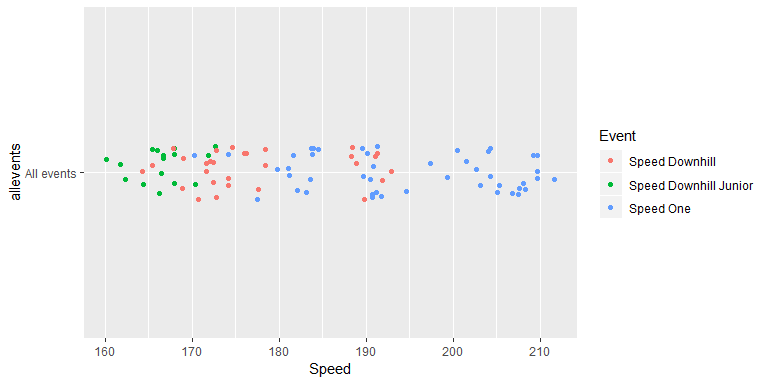 allevents
All events
160 170 180 190 200 210
Speed
Event
Speed Downhill
Speed Downhill Junior
Speed One